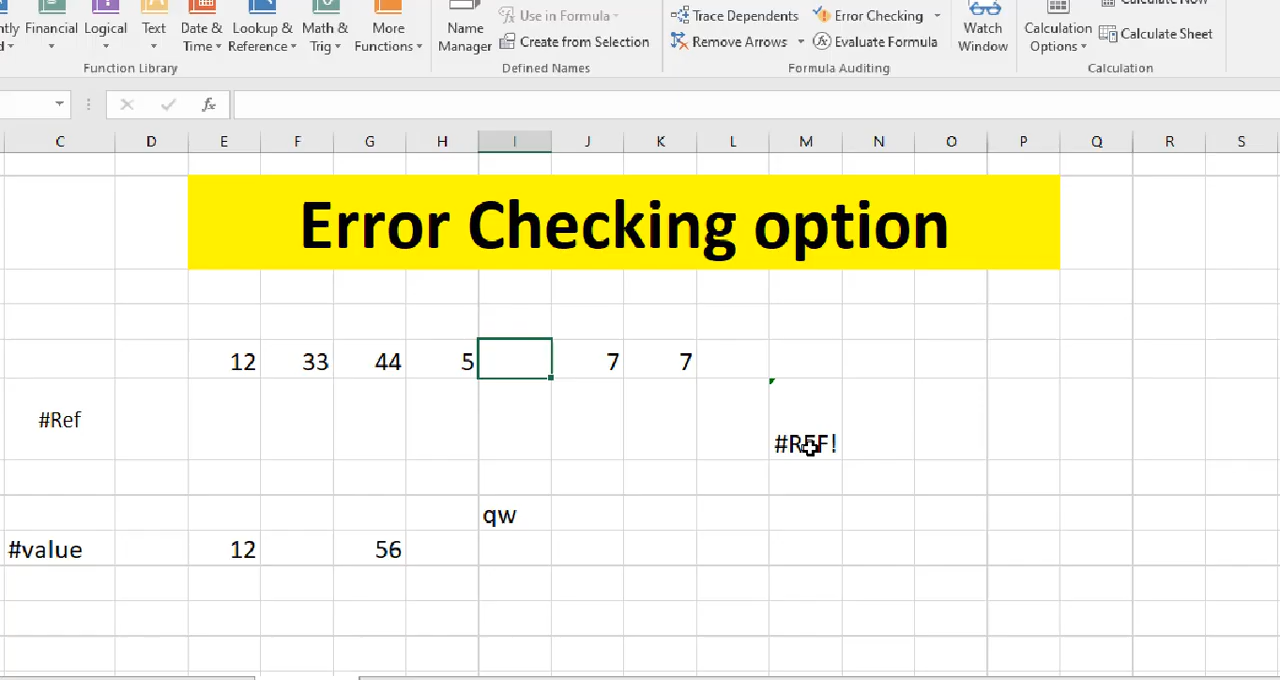 Calculate Now
Financial Logical Text Date & Time Lookup & Reference Math & Trig More Functions
Function Library
Name Manager
Use in Formula
Create from Selection
Defined Names
Trace Dependents
Remove Arrows
Error Checking
Evaluate Formula
Formula Auditing
Watch Window
Calculation Options
Calculate Sheet
Calculation
fx
C D E F G H I J K L M N O P Q R S
Error Checking option
12 33 44 5 7 7
#Ref
#REF!
qw
#value 12 56